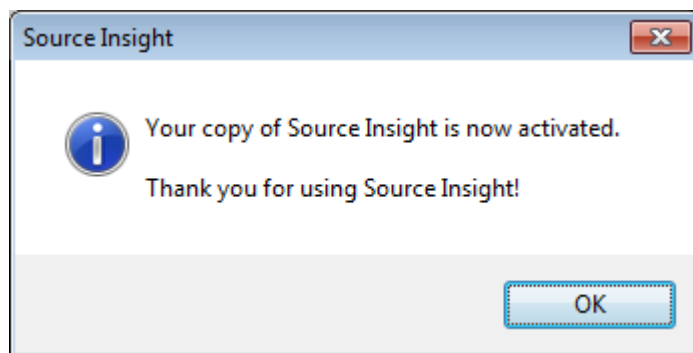 Source Insight
Your copy of Source Insight is now activated.
Thank you for using Source Insight!
OK